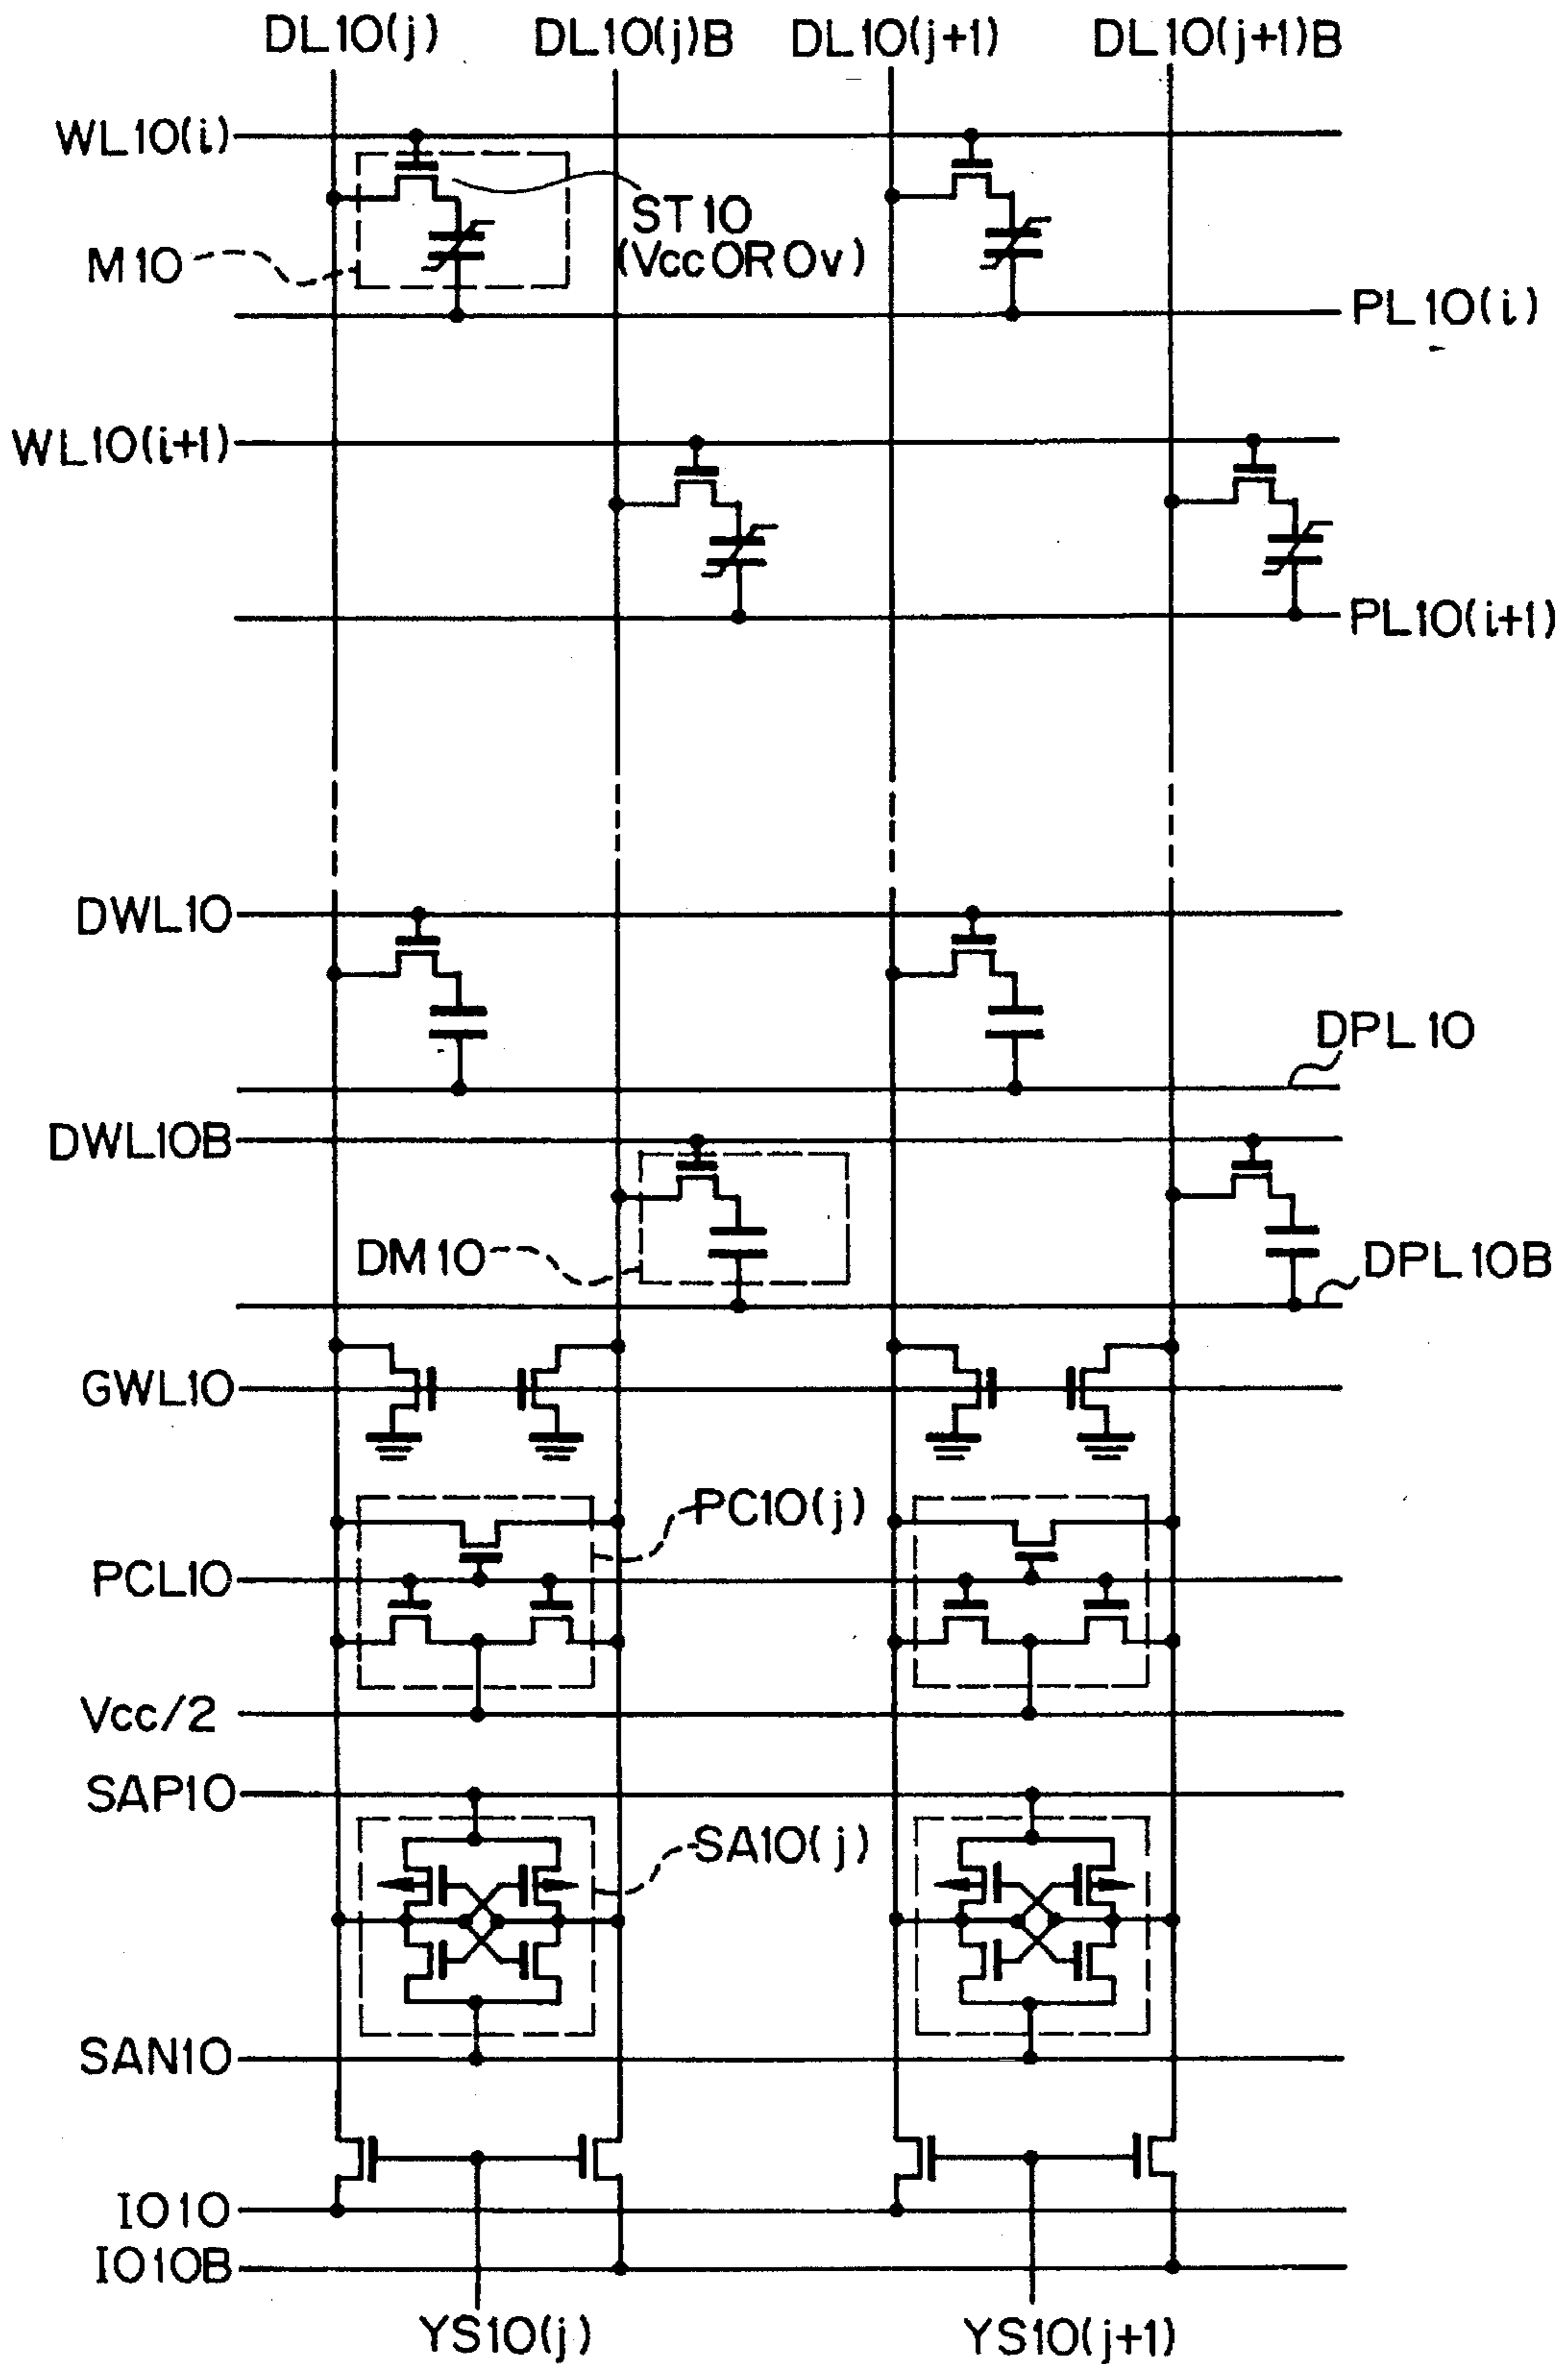 DL10(j) DL10(j)B DL10(j+1) DL10(j+1)B
WL10(i)
ST10
(Vcc OR 0v)
M10
PL10(i)
WL10(i+1)
PL10(i+1)
DWL10
DPL10
DWL10B
DM10
DPL10B
GWL10
PC10(j)
PCL10
Vcc/2
SAP10
SA10(j)
SAN10
IO10
IO10B
YS10(j) YS10(j+1)